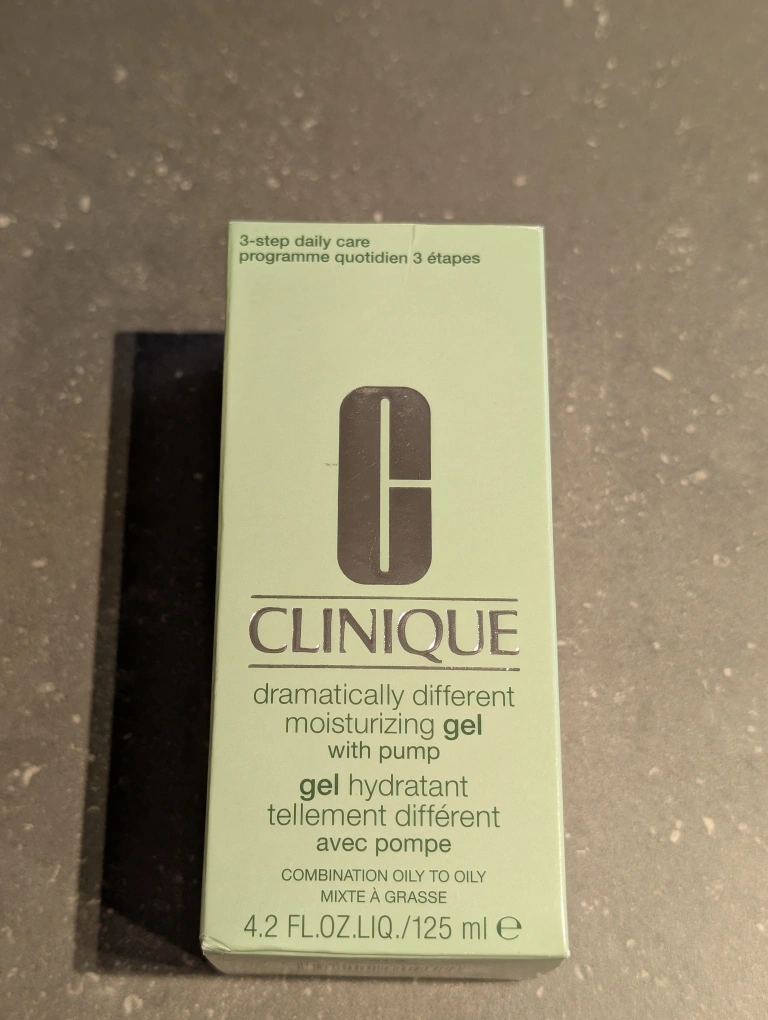 3-step daily care
programme quotidien 3 étapes
C
CLINIQUE
dramatically different
moisturizing gel
with pump
gel hydratant
tellement différent
avec pompe
COMBINATION OILY TO OILY
MIXTE À GRASSE
4.2 FL.OZ.LIQ./125 ml ℮